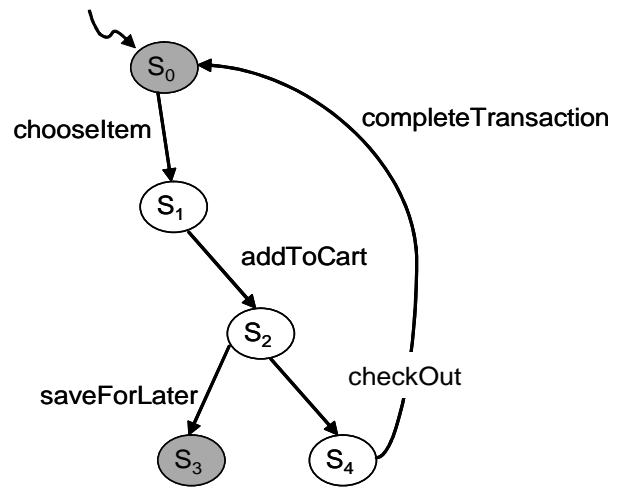 S0
chooseItem
completeTransaction
S1
addToCart
S2
checkOut
saveForLater
S3
S4